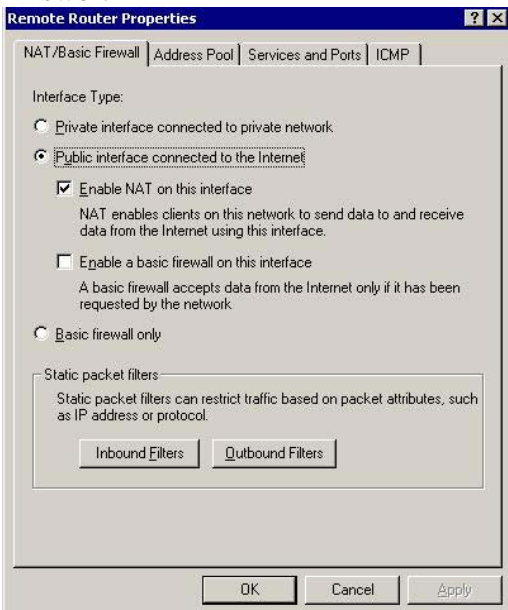 Remote Router Properties
NAT/Basic Firewall Address Pool Services and Ports ICMP
Interface Type:
Private interface connected to private network
Public interface connected to the Internet
Enable NAT on this interface
NAT enables clients on this network to send data to and receive
data from the Internet using this interface.
Enable a basic firewall on this interface
A basic firewall accepts data from the Internet only if it has been
requested by the network
Basic firewall only
Static packet filters
Static packet filters can restrict traffic based on packet attributes, such
as IP address or protocol.
Inbound Filters Outbound Filters
OK Cancel Apply